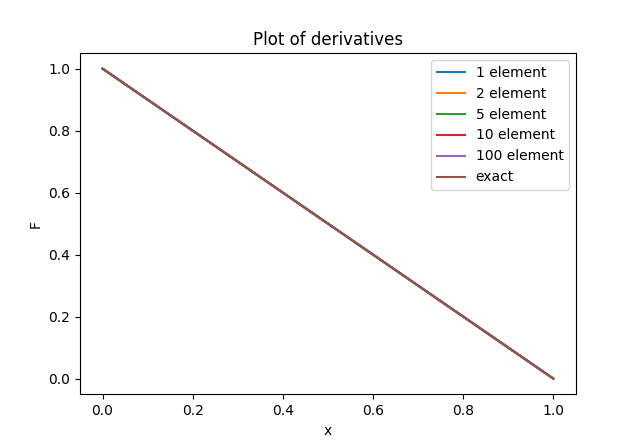 Plot of derivatives
1 element
2 element
5 element
10 element
100 element
exact
F
1.0
0.8
0.6
0.4
0.2
0.0
0.0 0.2 0.4 0.6 0.8 1.0
x